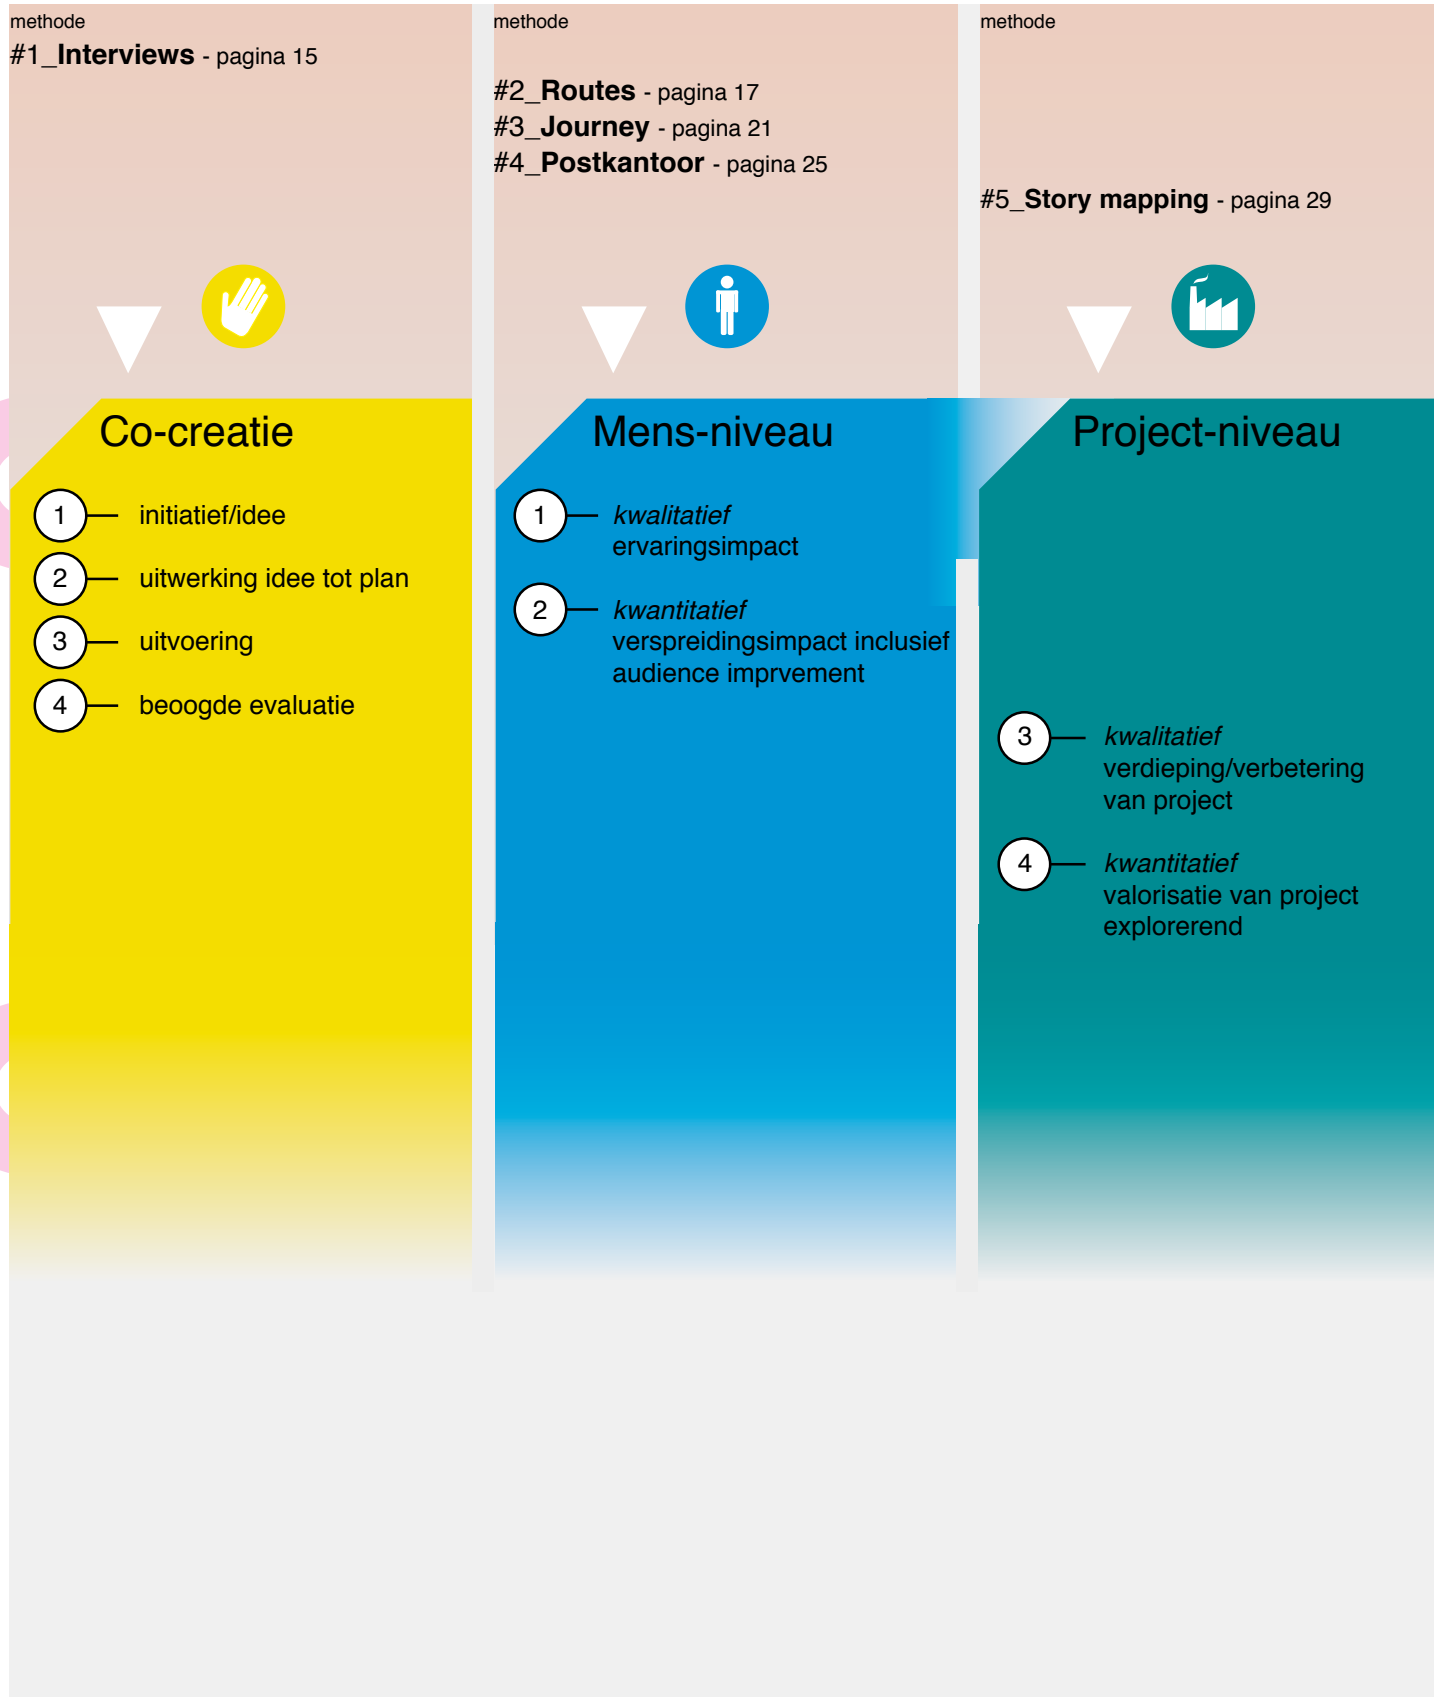 methode
#1_Interviews - pagina 15
methode
#2_Routes - pagina 17
#3_Journey - pagina 21
#4_Postkantoor - pagina 25
methode
#5_Story mapping - pagina 29
Co-creatie
1 initiatief/idee
2 uitwerking idee tot plan
3 uitvoering
4 beoogde evaluatie
Mens-niveau
1 kwalitatief
ervaringsimpact
2 kwantitatief
verspreidingsimpact inclusief
audience imprvement
Project-niveau
3 kwalitatief
verdieping/verbetering
van project
4 kwantitatief
valorisatie van project
explorerend